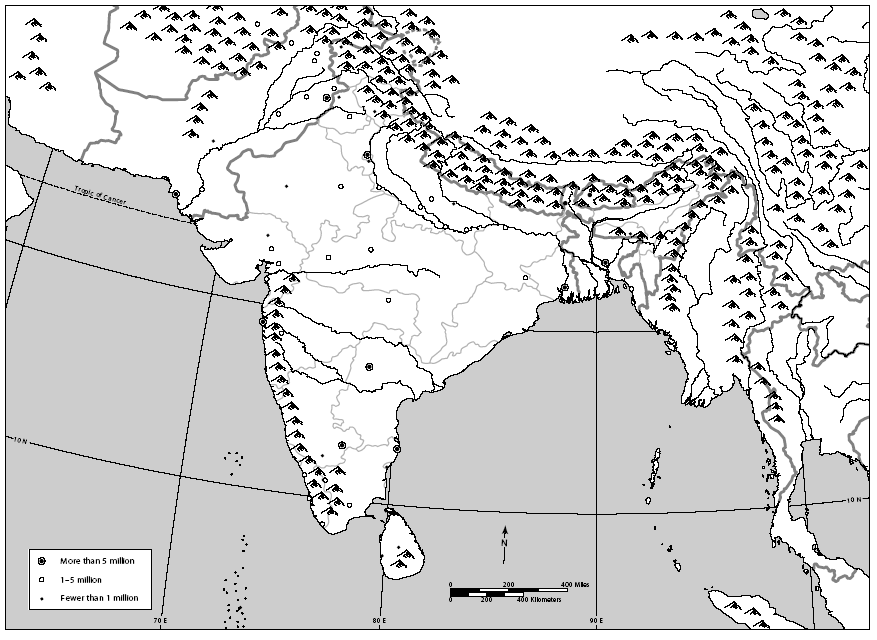 Tropic of Cancer
10 N
10 N
N
More than 5 million
1–5 million
Fewer than 1 million
0 200 400 Miles
0 200 400 Kilometers
70 E
80 E
90 E